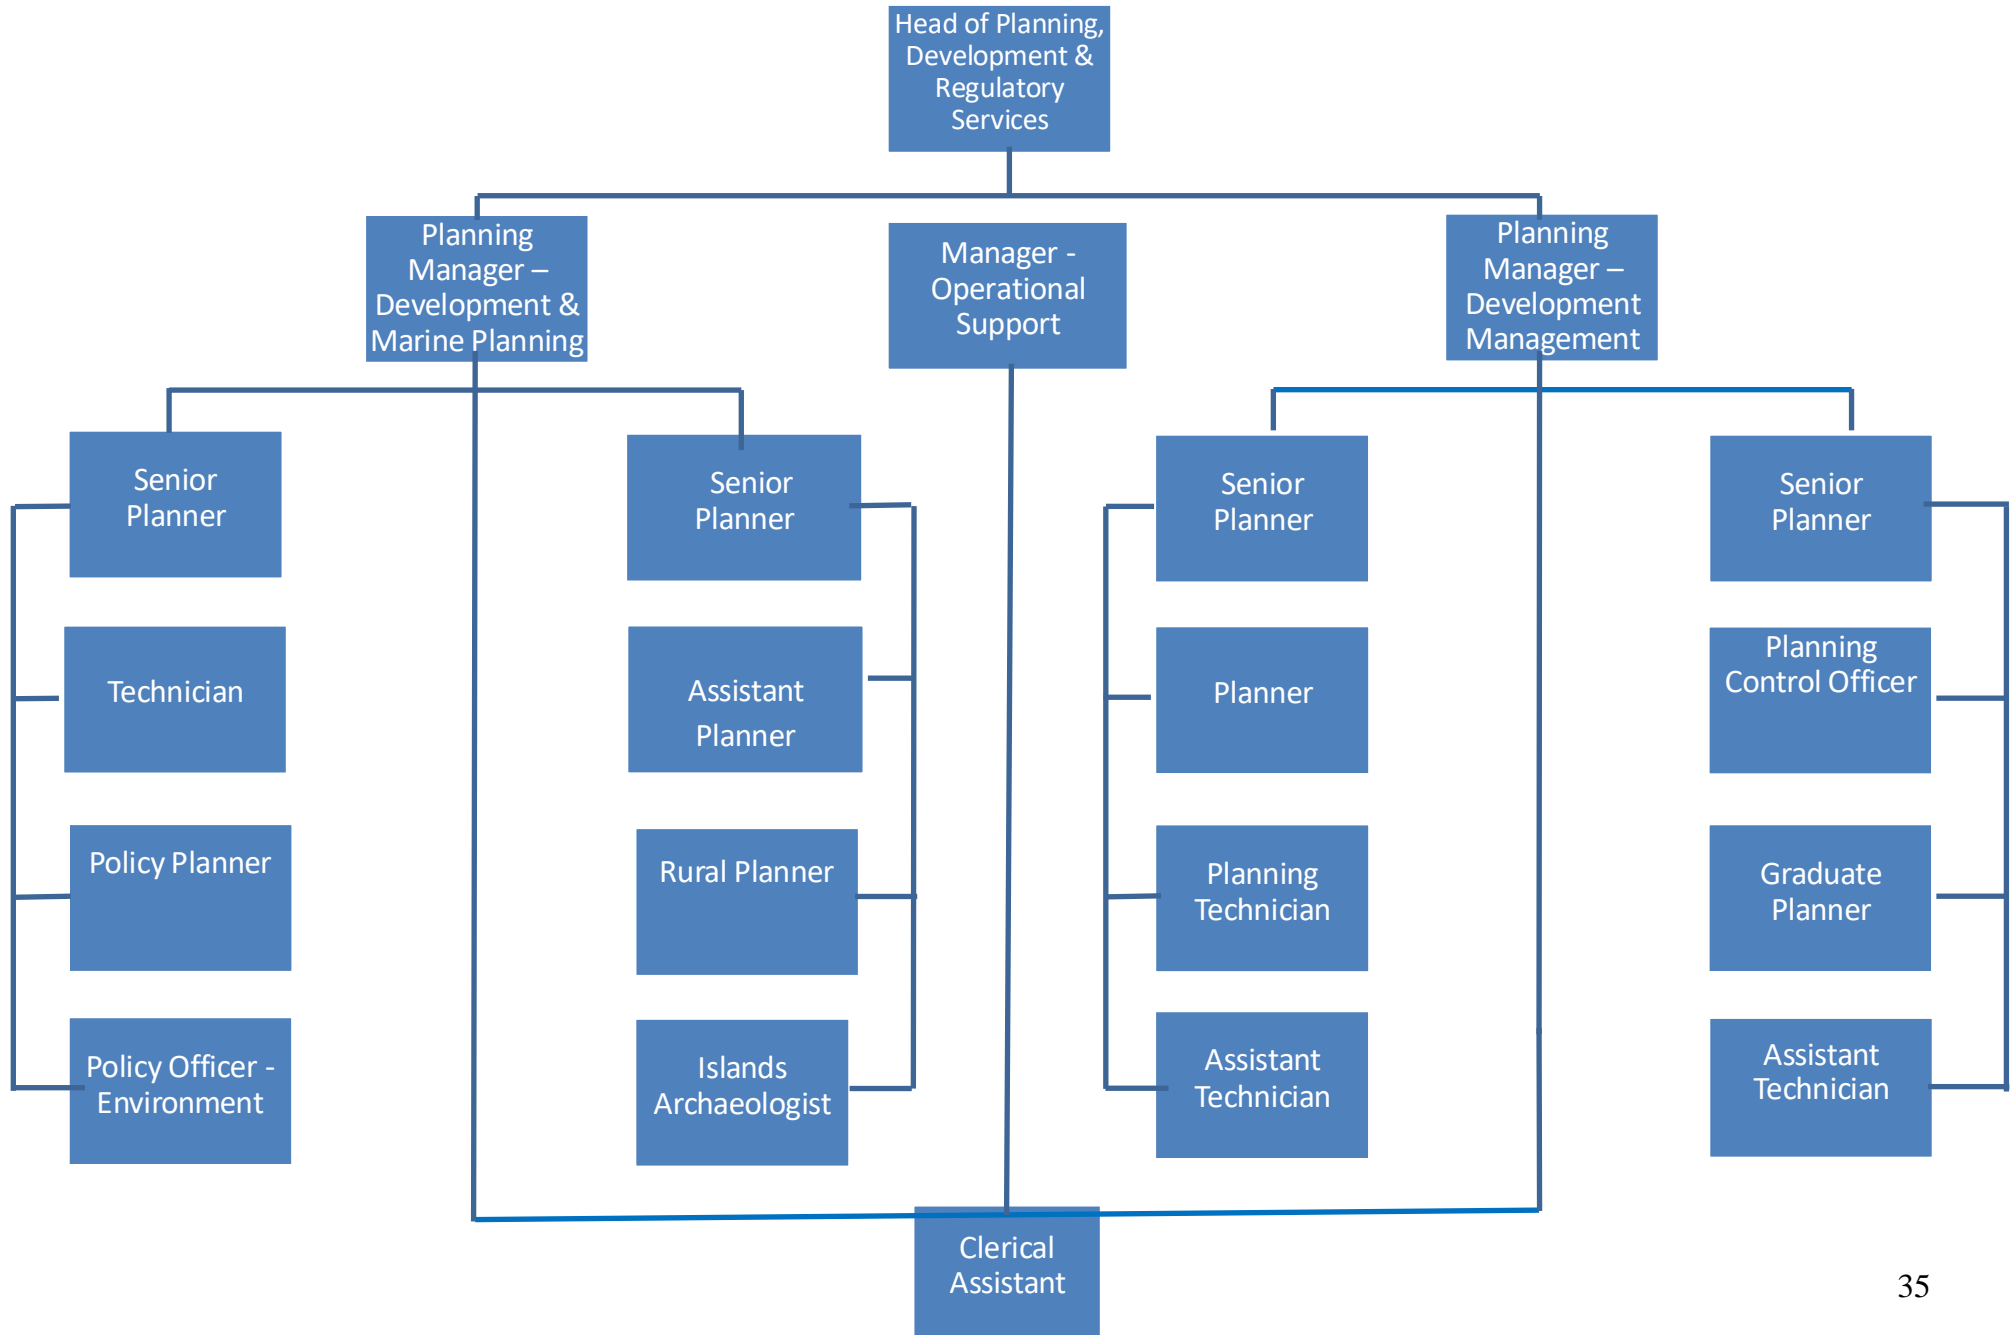 Head of Planning,
Development &
Regulatory
Services
Planning
Manager –
Development &
Marine Planning
Manager -
Operational
Support
Planning
Manager –
Development
Management
Senior
Planner
Senior
Planner
Senior
Planner
Senior
Planner
Technician
Assistant
Planner
Planner
Planning
Control Officer
Policy Planner
Rural Planner
Planning
Technician
Graduate
Planner
Policy Officer -
Environment
Islands
Archaeologist
Assistant
Technician
Assistant
Technician
Clerical
Assistant
35